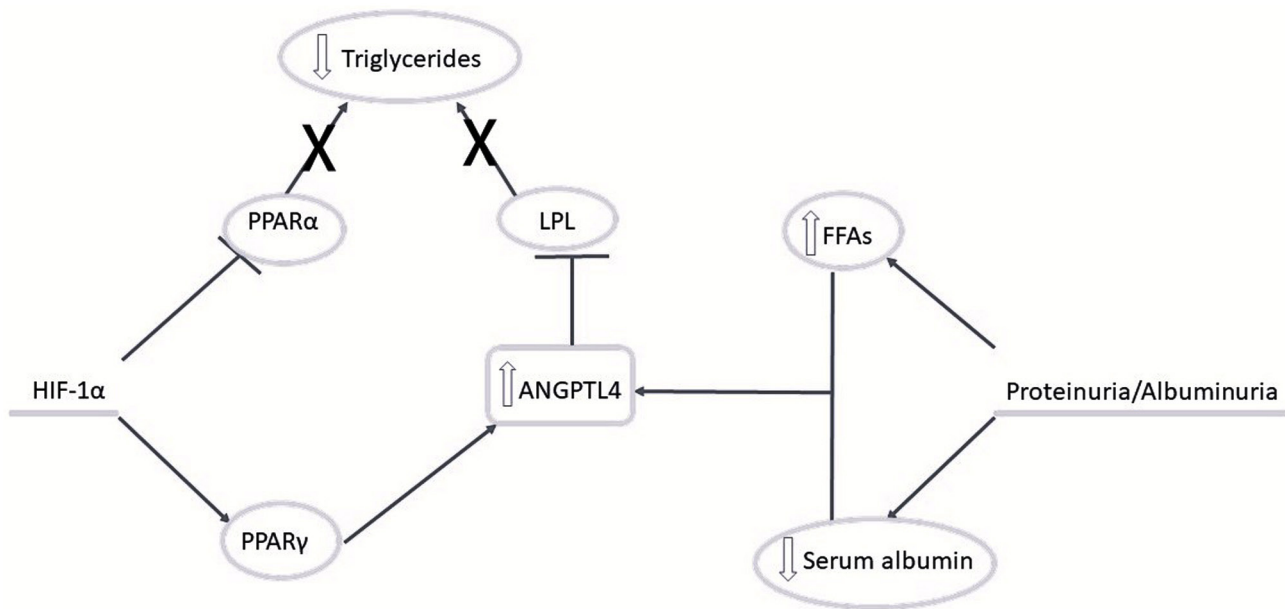 Triglycerides
X
X
PPARα
LPL
FFAs
HIF-1α
ANGPTL4
Proteinuria/Albuminuria
PPARγ
Serum albumin